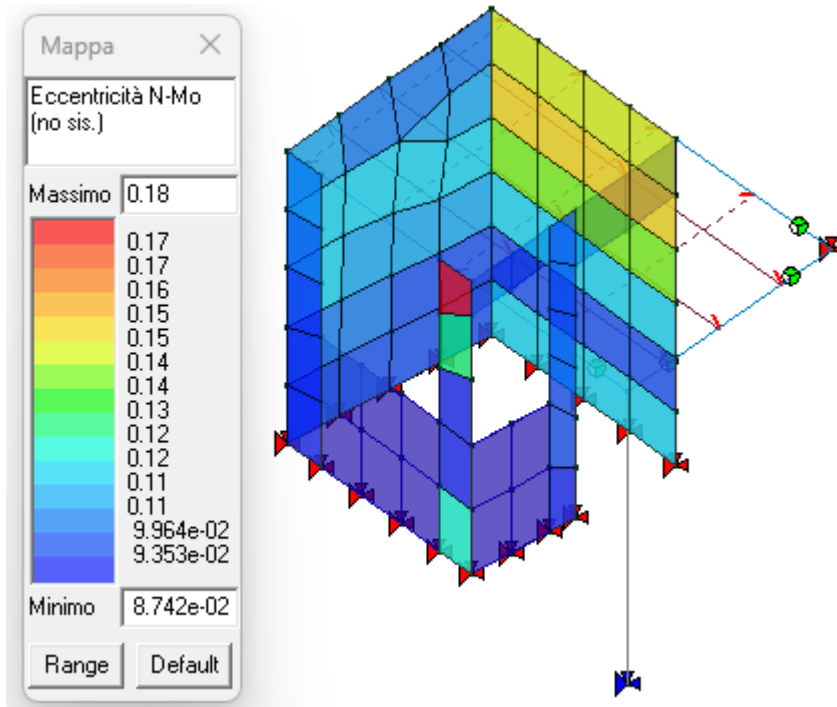 Mappa
Eccentricità N-Mo
(no sis.)
Massimo 0.18
0.17
0.17
0.16
0.15
0.15
0.14
0.14
0.13
0.12
0.12
0.11
0.11
9.964e-02
9.353e-02
Minimo 8.742e-02
Range Default